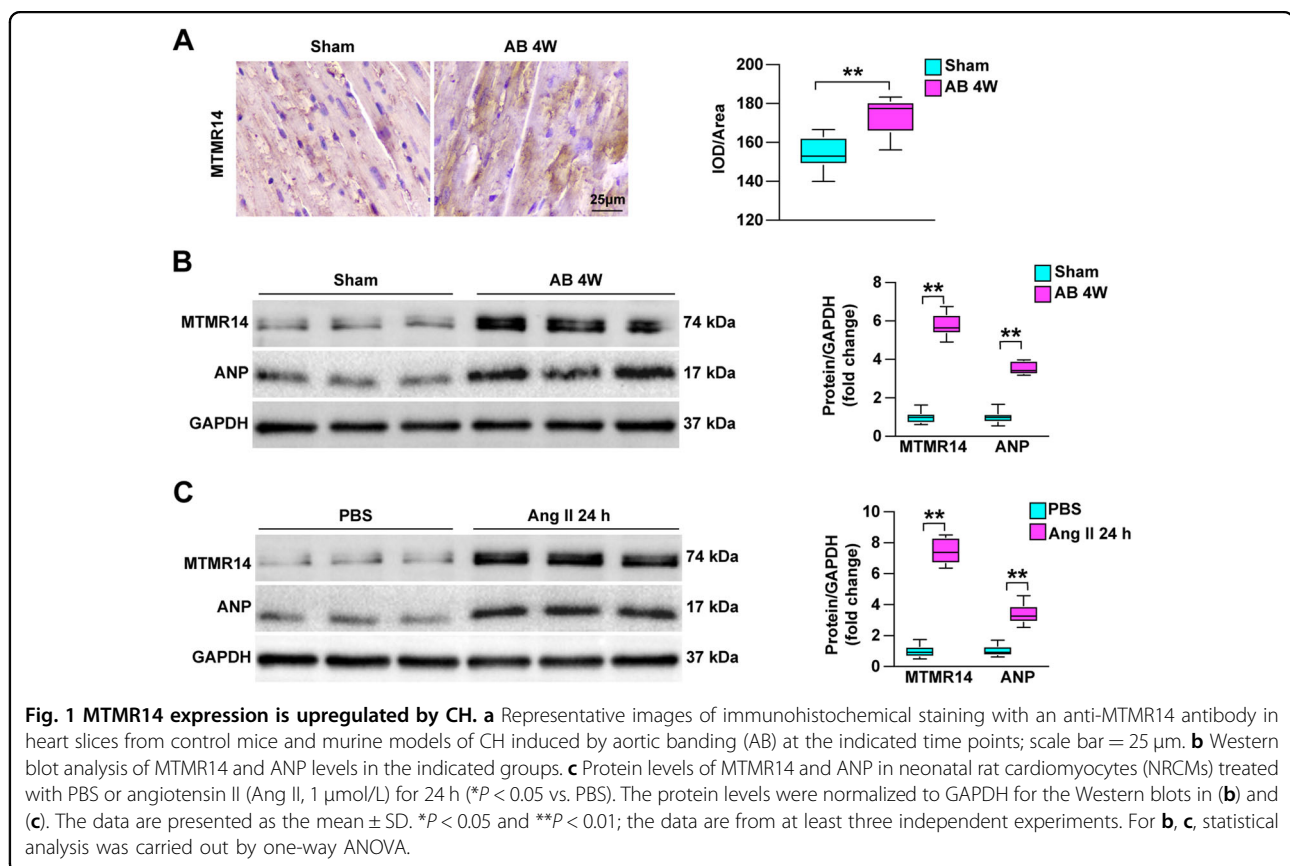 A
Sham
AB 4W
MTMR14
25μm
IOD/Area
200
180
160
140
120
**
Sham
AB 4W
B
Sham
AB 4W
MTMR14
74 kDa
ANP
17 kDa
GAPDH
37 kDa
Protein/GAPDH
(fold change)
8
6
4
2
0
**
**
MTMR14
ANP
Sham
AB 4W
C
PBS
Ang II 24 h
MTMR14
74 kDa
ANP
17 kDa
GAPDH
37 kDa
Protein/GAPDH
(fold change)
10
8
6
4
2
0
**
**
MTMR14
ANP
PBS
Ang II 24 h
Fig. 1 MTMR14 expression is upregulated by CH. a Representative images of immunohistochemical staining with an anti-MTMR14 antibody in
heart slices from control mice and murine models of CH induced by aortic banding (AB) at the indicated time points; scale bar = 25 μm. b Western
blot analysis of MTMR14 and ANP levels in the indicated groups. c Protein levels of MTMR14 and ANP in neonatal rat cardiomyocytes (NRCMs) treated
with PBS or angiotensin II (Ang II, 1 μmol/L) for 24 h (*P < 0.05 vs. PBS). The protein levels were normalized to GAPDH for the Western blots in (b) and
(c). The data are presented as the mean ± SD. *P < 0.05 and **P < 0.01; the data are from at least three independent experiments. For b, c, statistical
analysis was carried out by one-way ANOVA.